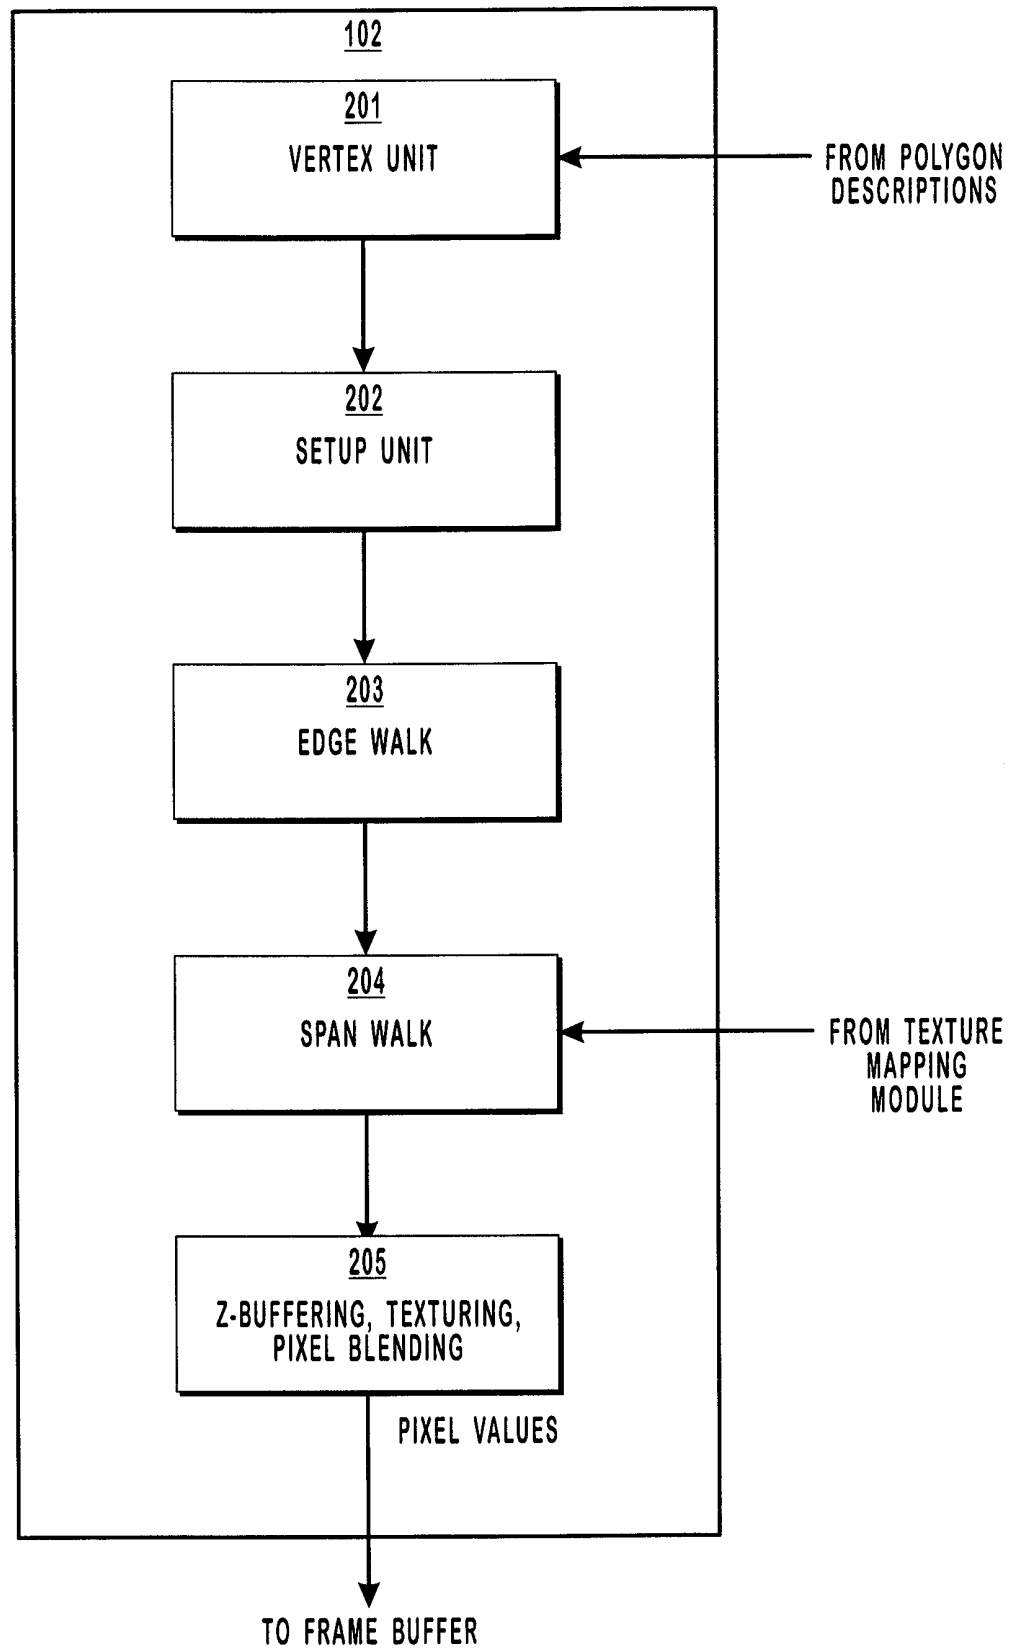 102
201
VERTEX UNIT
FROM POLYGON
DESCRIPTIONS
202
SETUP UNIT
203
EDGE WALK
204
SPAN WALK
FROM TEXTURE
MAPPING
MODULE
205
Z-BUFFERING, TEXTURING,
PIXEL BLENDING
PIXEL VALUES
TO FRAME BUFFER